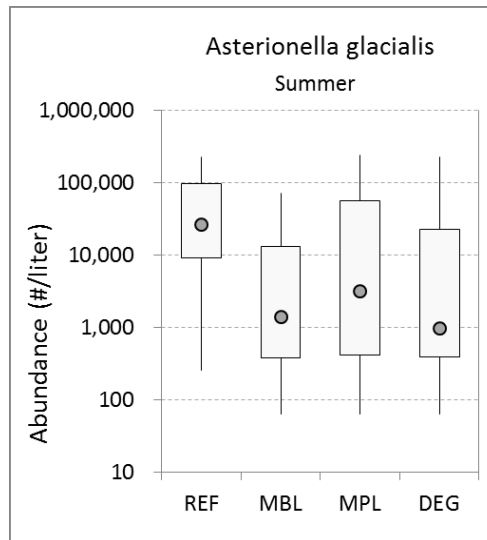 Asterionella glacialis
Summer
Abundance (#/liter)
1,000,000
100,000
10,000
1,000
100
10
REF MBL MPL DEG